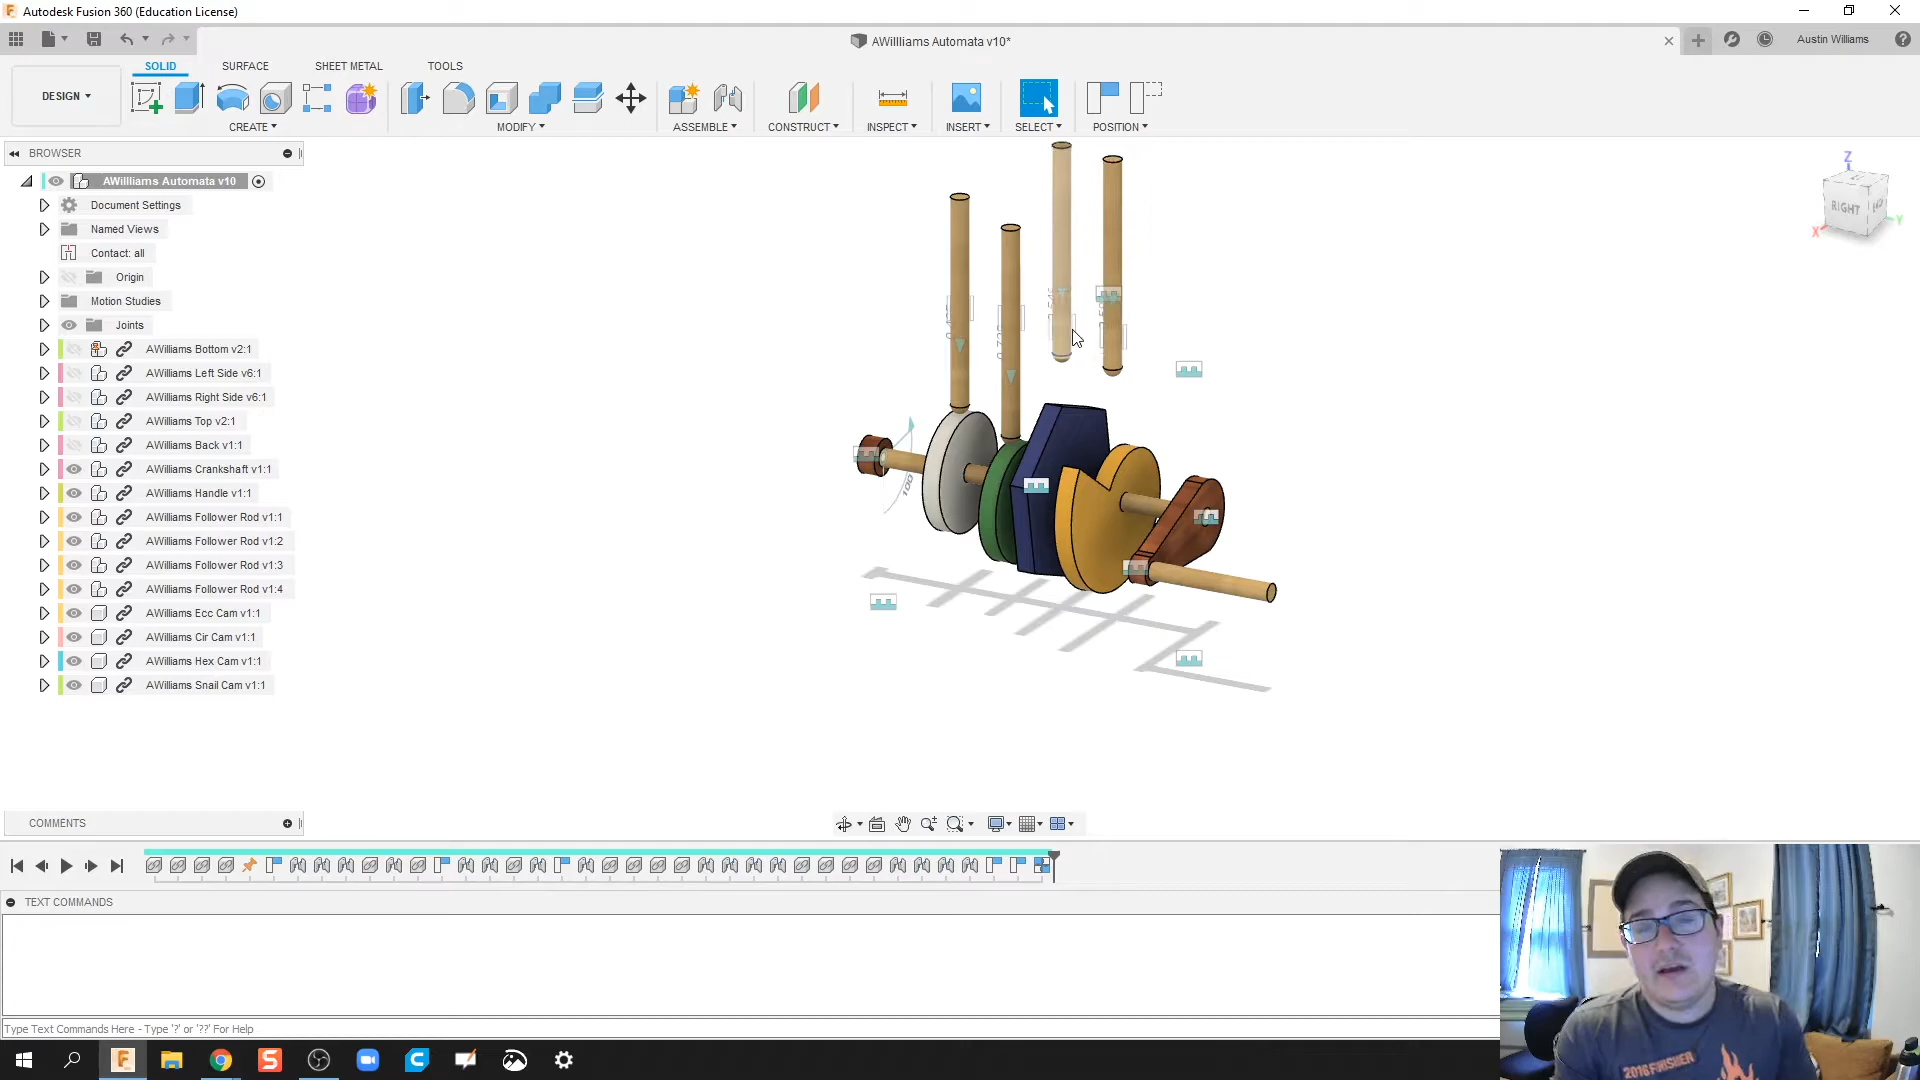 Autodesk Fusion 360 (Education License)
AWillliams Automata v10*
Austin Williams
DESIGN
SOLID
SURFACE
SHEET METAL
TOOLS
CREATE
MODIFY
ASSEMBLE
CONSTRUCT
INSPECT
INSERT
SELECT
POSITION
BROWSER
AWillliams Automata v10
Document Settings
Named Views
Contact: all
Origin
Motion Studies
Joints
AWilliams Bottom v2:1
AWilliams Left Side v6:1
AWilliams Right Side v6:1
AWilliams Top v2:1
AWilliams Back v1:1
AWilliams Crankshaft v1:1
AWilliams Handle v1:1
AWilliams Follower Rod v1:1
AWilliams Follower Rod v1:2
AWilliams Follower Rod v1:3
AWilliams Follower Rod v1:4
AWilliams Ecc Cam v1:1
AWilliams Cir Cam v1:1
AWilliams Hex Cam v1:1
AWilliams Snail Cam v1:1
Z
RIGHT
X
Y
100
COMMENTS
TEXT COMMANDS
Type Text Commands Here - Type '?' or '??' For Help
2016 FINISHER